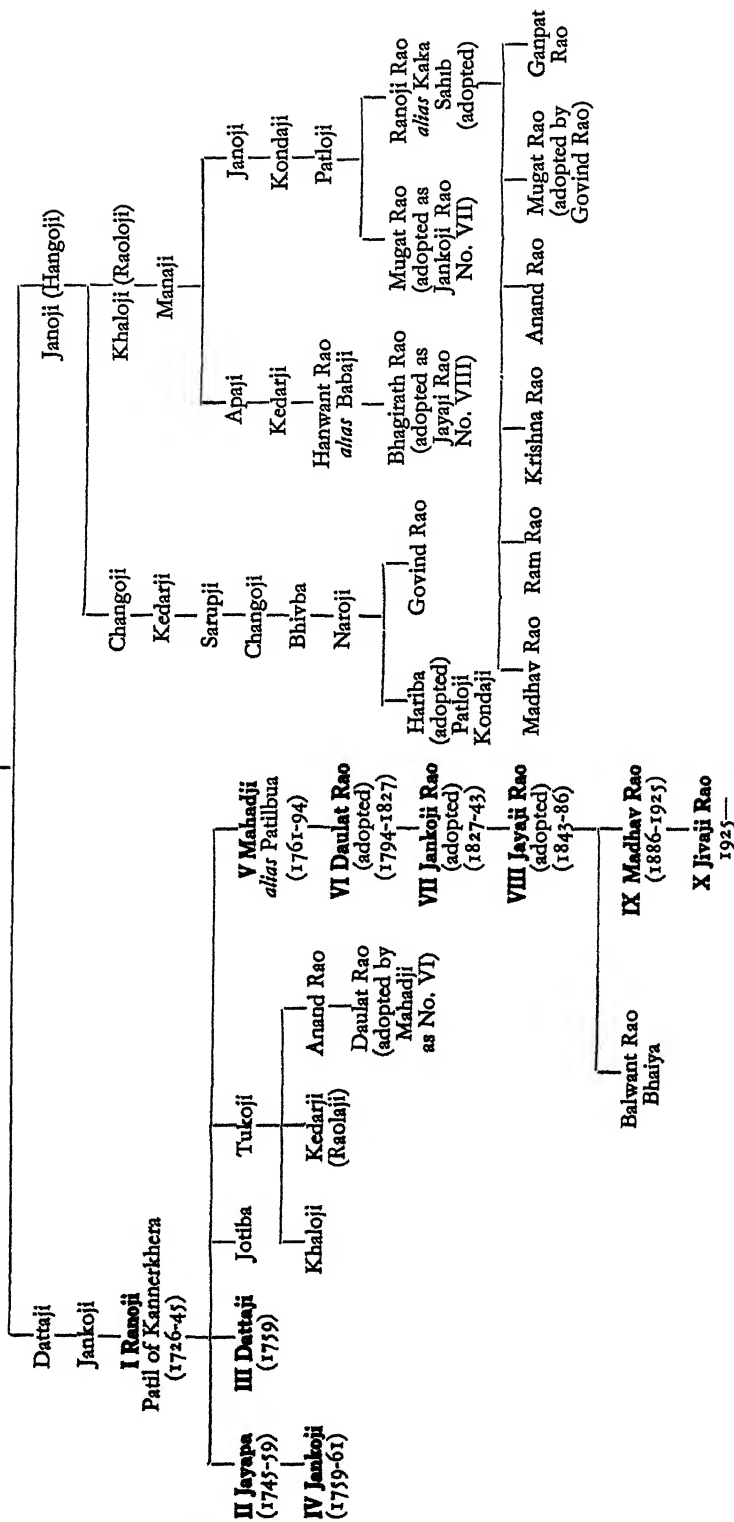 Dattaji
Jankoji
I Ranoji
Patil of Kannerkhera
(1726-45)
II Jayapa
(1745-59)
IV Jankoji
(1759-61)
III Dattaji
(1759)
Jotiba
Tukoji
Khaloji
Kedarji
(Raolaji)
Anand Rao
Daulat Rao
(adopted by
Mahadji
as No. VI)
V Mahadji
alias Patilbua
(1761-94)
VI Daulat Rao
(adopted)
(1794-1827)
VII Jankoji Rao
(adopted)
(1827-43)
VIII Jayaji Rao
(adopted)
(1843-86)
Balwant Rao
Bhaiya
IX Madhav Rao
(1886-1925)
X Jivaji Rao
1925—
Janoji (Hangoji)
Changoji
Kedarji
Sarupji
Changoji
Bhivba
Naroji
Hariba
(adopted)
Patloji
Kondaji
Govind Rao
Khaloji (Raoloji)
Manaji
Apaji
Kedarji
Hanwant Rao
alias Babaji
Bhagirath Rao
(adopted as
Jayaji Rao
No. VIII)
Janoji
Kondaji
Patloji
Mugat Rao
(adopted as
Jankoji Rao
No. VII)
Ranoji Rao
alias Kaka
Sahib
(adopted)
Madhav Rao
Ram Rao
Krishna Rao
Anand Rao
Mugat Rao
(adopted by
Govind Rao)
Ganpat
Rao